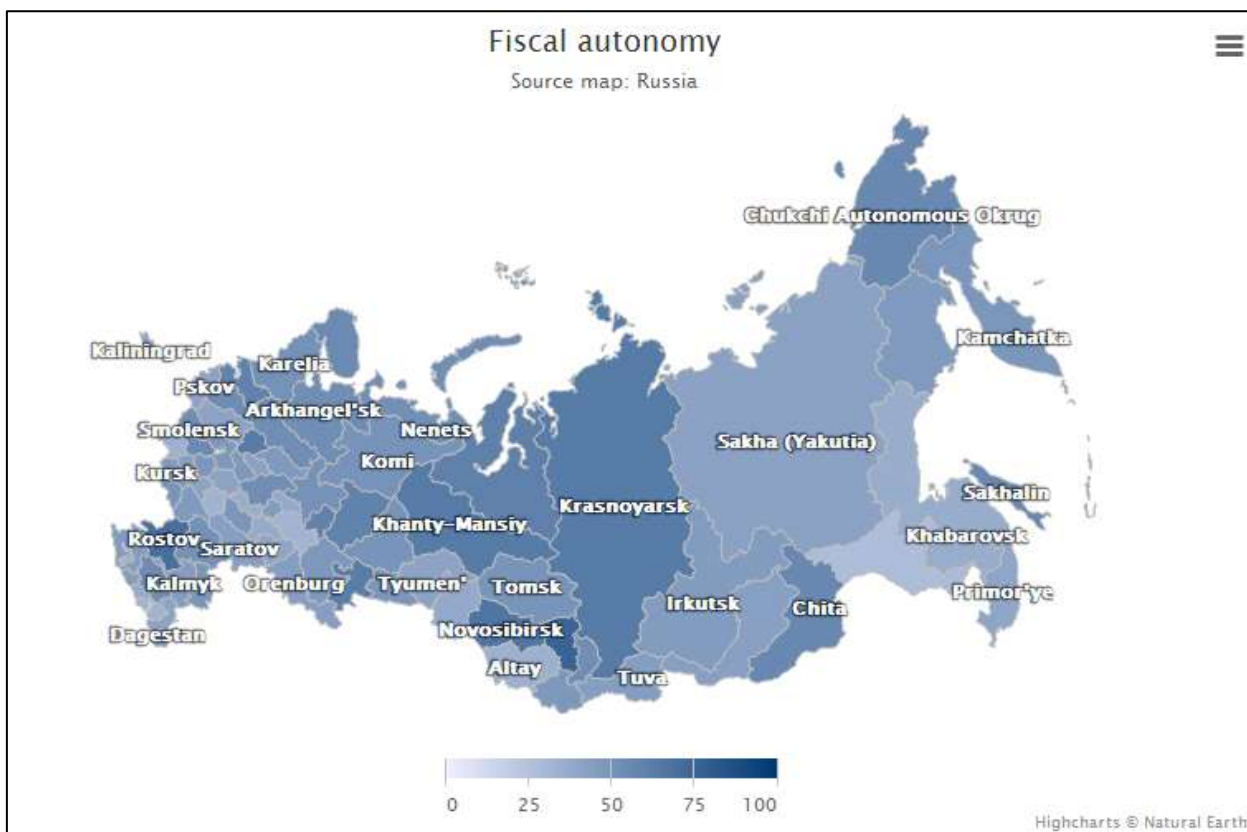 Fiscal autonomy
Source map: Russia
Chukchi Autonomous Okrug
Kaliningrad
Karelia
Kamchatka
Pskov
Arkhangel'sk
Smolensk
Nenets
Sakha (Yakutia)
Komi
Kursk
Sakhalin
Krasnoyarsk
Khanty-Mansiy
Rostov
Khabarovsk
Saratov
Kalmyk
Orenburg
Tyumen'
Tomsk
Primor'ye
Irkutsk
Chita
Novosibirsk
Dagestan
Altay
Tuva
0 25 50 75 100
Highcharts © Natural Earth